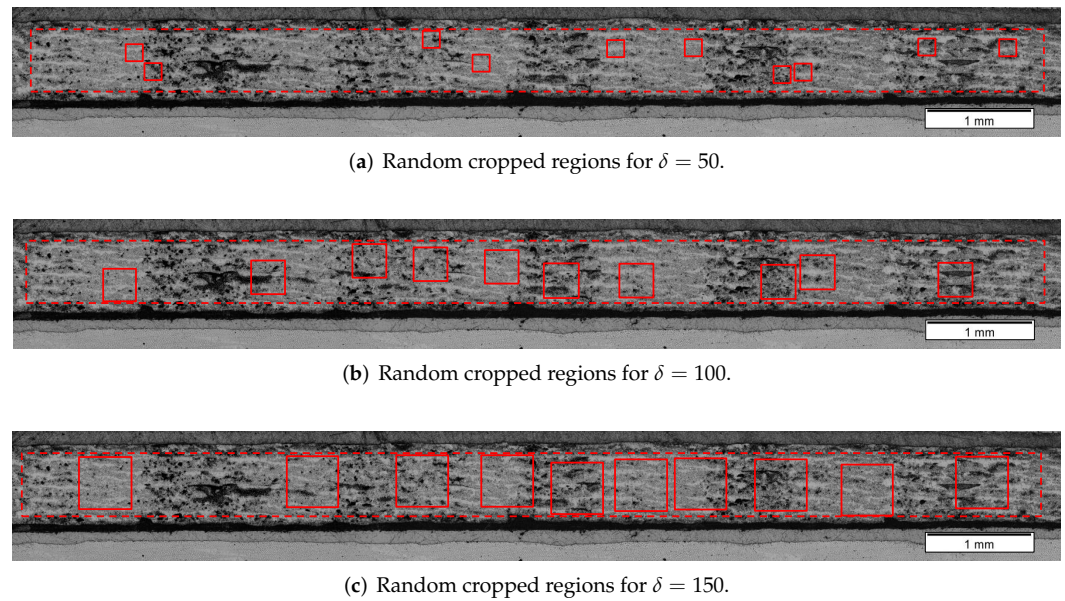 1 mm
(a) Random cropped regions for δ = 50.
1 mm
(b) Random cropped regions for δ = 100.
1 mm
(c) Random cropped regions for δ = 150.